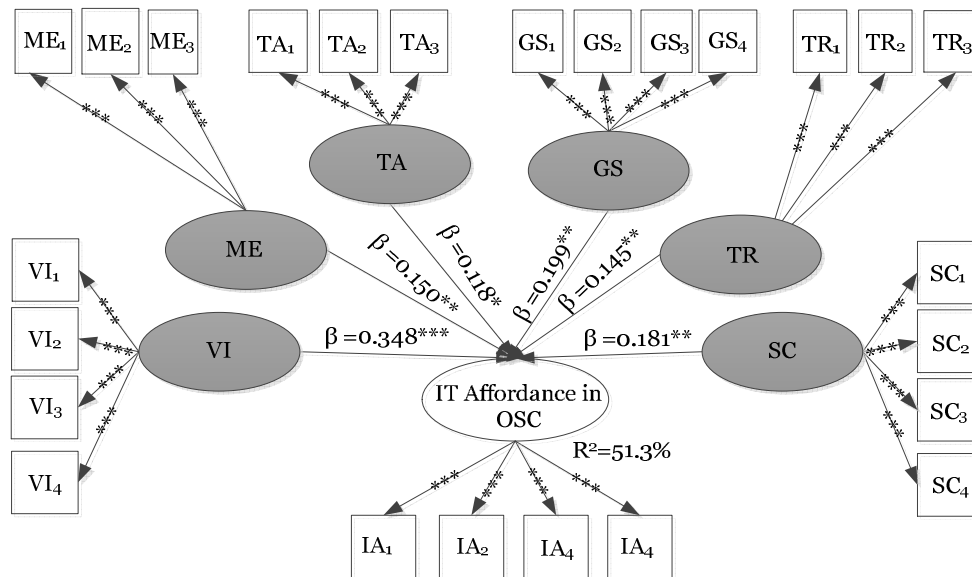 ME₁ ME₂ ME₃ TA₁ TA₂ TA₃ GS₁ GS₂ GS₃ GS₄ TR₁ TR₂ TR₃
*** *** *** *** *** *** *** *** *** *** *** *** ***
TA GS
ME TR
β=0.150** β=0.118* β=0.199** β=0.145**
VI₁ SC₁
VI₂ SC₂
VI₃ SC₃
VI₄ SC₄
*** *** *** *** *** *** *** ***
VI β=0.348*** β=0.181** SC
IT Affordance in
OSC
R²=51.3%
*** *** *** ***
IA₁ IA₂ IA₄ IA₄